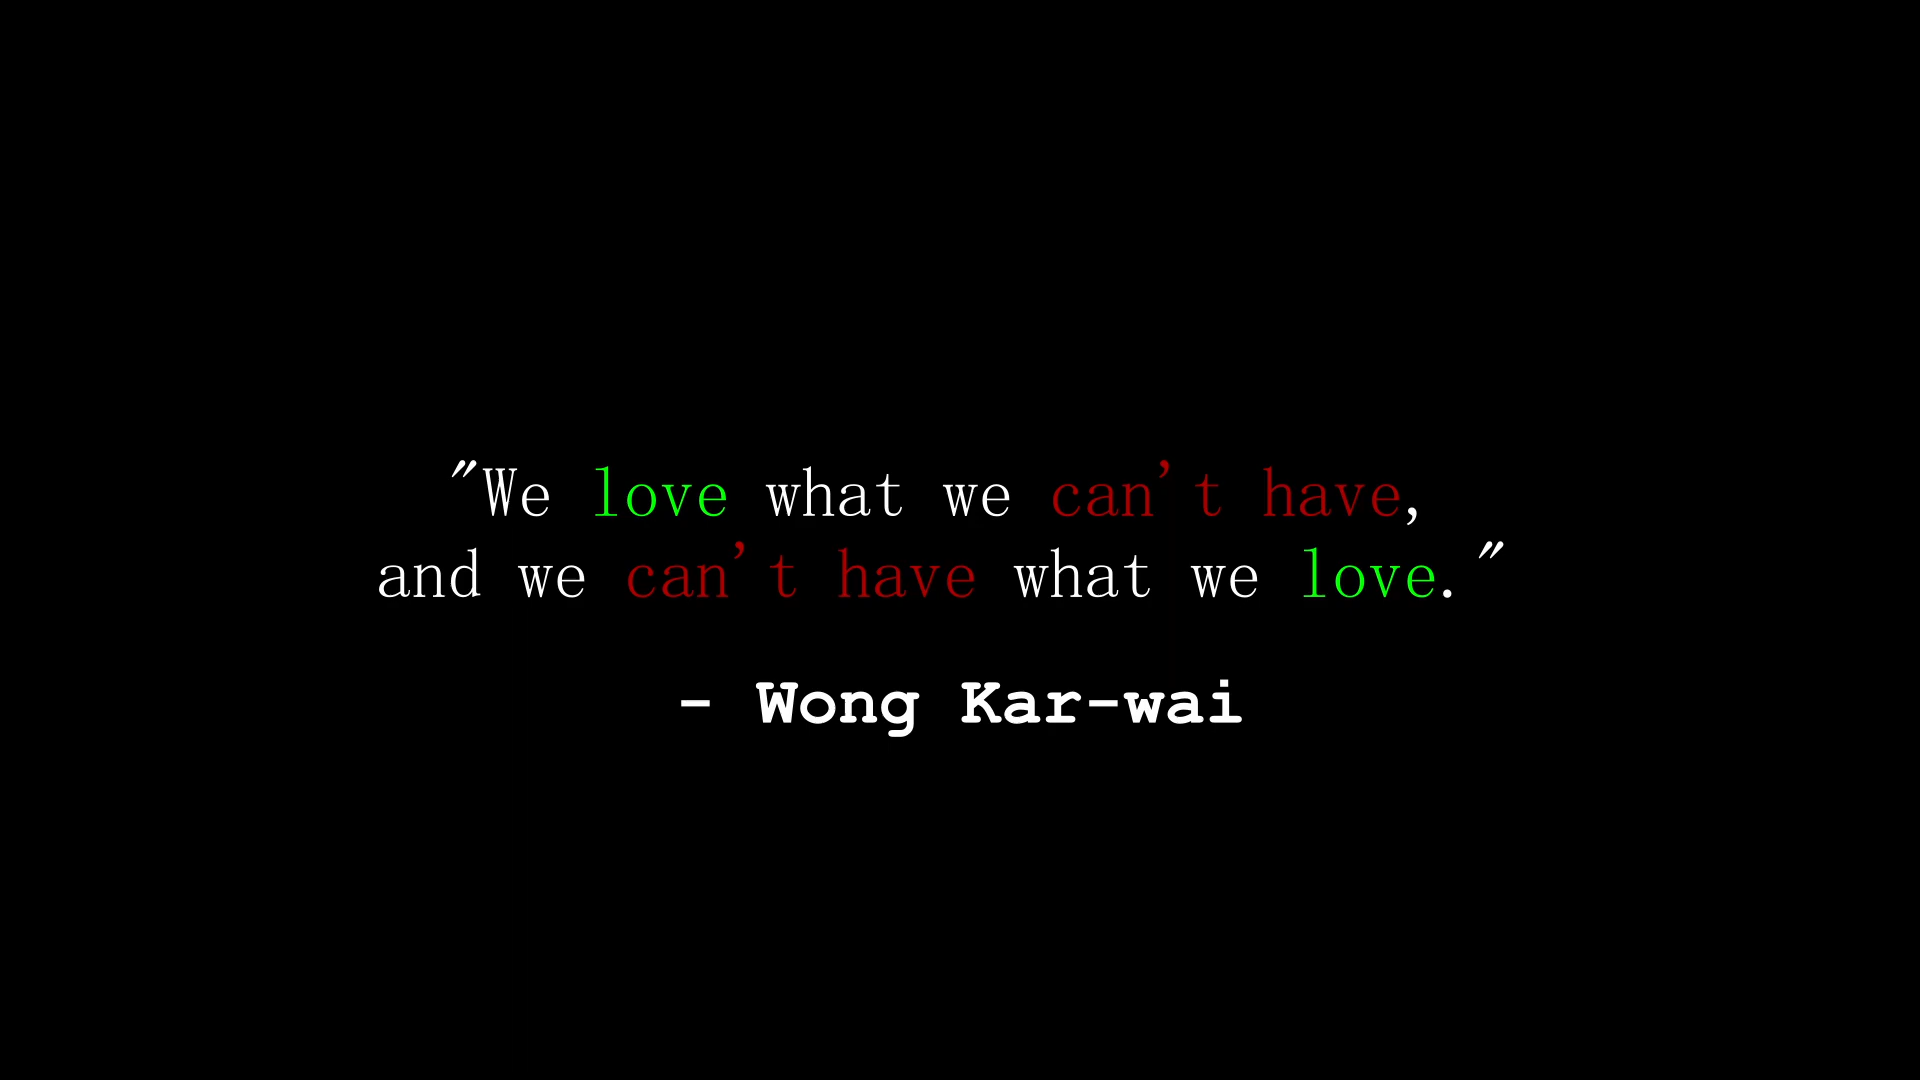 "We love what we can't have,
and we can't have what we love."
- Wong Kar-wai